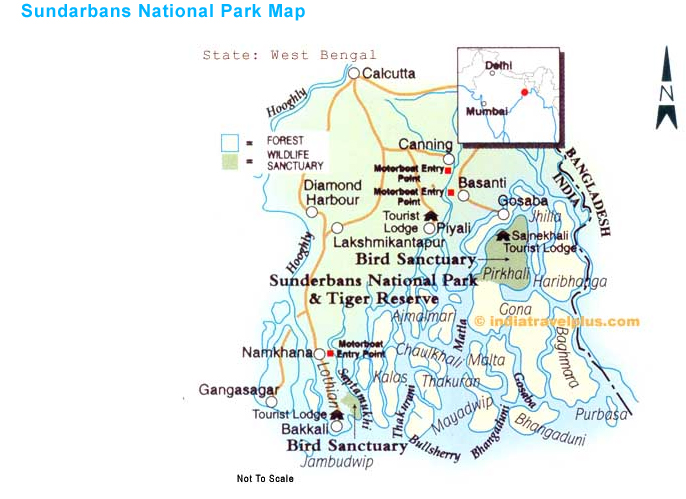 Sundarbans National Park Map
State: West Bengal
Delhi
Mumbai
N
Calcutta
Hooghly
= FOREST
= WILDLIFE
SANCTUARY
Canning
Motorboat Entry
Point
Motorboat Entry
Point
BANGLADESH
INDIA
Diamond
Harbour
Basanti
Gosaba
Jhilla
Tourist
Lodge
Piyali
Lakshmikantapur
Sajnekhali
Tourist Lodge
Hooghly
Bird Sanctuary
Pirkhali
Haribhanga
Sunderbans National Park
& Tiger Reserve
Gona
Ajmalmari
Matla
© indiatravelplus.com
Namkhana
Motorboat
Entry Point
Chaulkhali
Malta
Baghmara
Lothian
Saptamukhi
Kalas
Thakuran
Thakurani
Gosaba
Gangasagar
Tourist Lodge
Bakkali
Mayadwip
Bhangaduni
Bhangaduni
Purbasa
Bird Sanctuary
Bullsherry
Jambudwip
Not To Scale